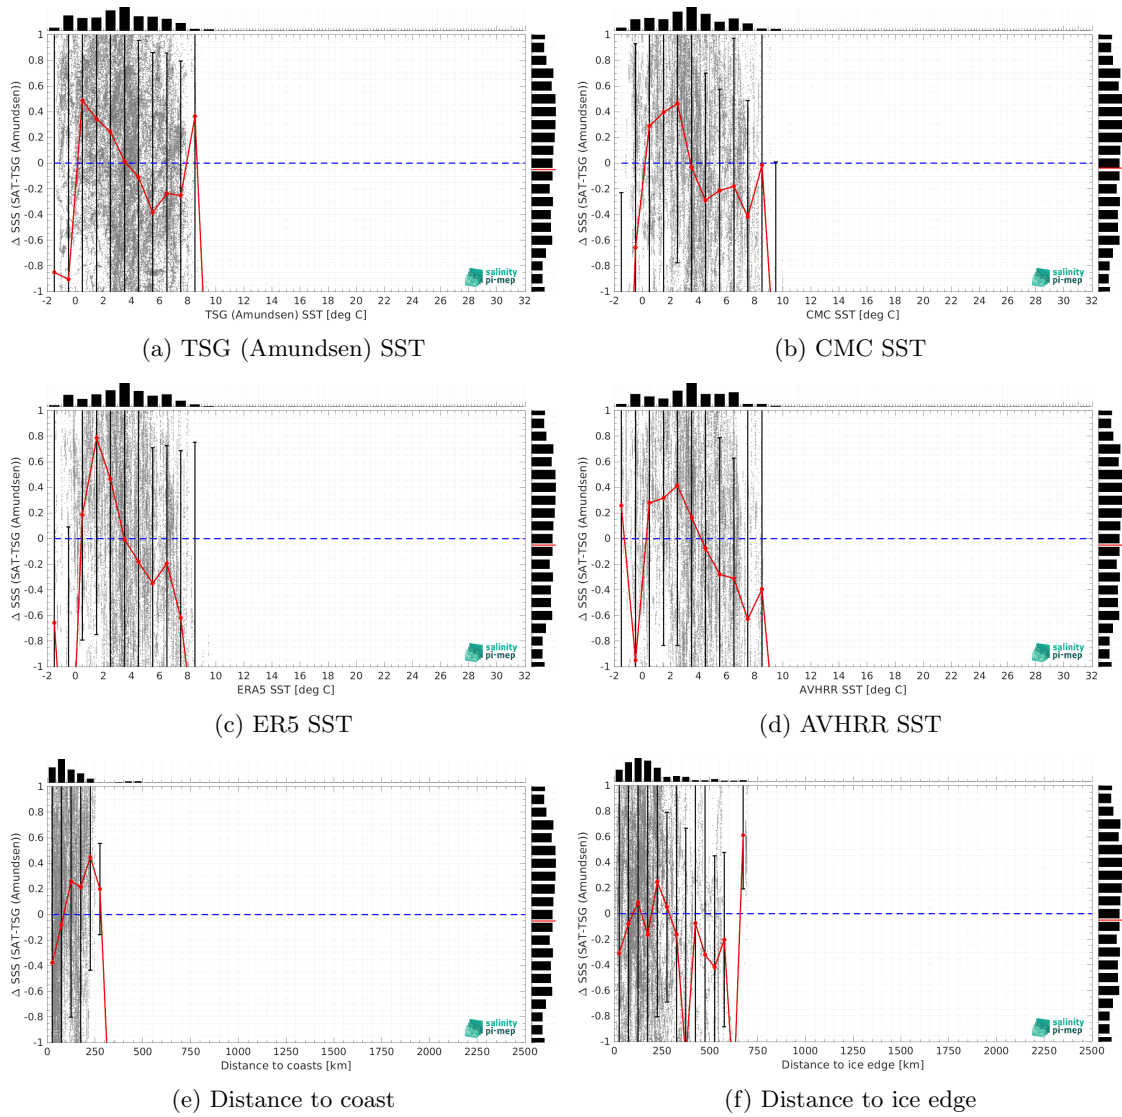 1
0.8
0.6
0.4
0.2
0
-0.2
-0.4
-0.6
-0.8
-1
Δ SSS (SAT-TSG (Amundsen))
salinity
pi-mep
-2 0 2 4 6 8 10 12 14 16 18 20 22 24 26 28 30 32
TSG (Amundsen) SST [deg C]
(a) TSG (Amundsen) SST
1
0.8
0.6
0.4
0.2
0
-0.2
-0.4
-0.6
-0.8
-1
Δ SSS (SAT-TSG (Amundsen))
salinity
pi-mep
-2 0 2 4 6 8 10 12 14 16 18 20 22 24 26 28 30 32
CMC SST [deg C]
(b) CMC SST
1
0.8
0.6
0.4
0.2
0
-0.2
-0.4
-0.6
-0.8
-1
Δ SSS (SAT-TSG (Amundsen))
salinity
pi-mep
-2 0 2 4 6 8 10 12 14 16 18 20 22 24 26 28 30 32
ERA5 SST [deg C]
(c) ER5 SST
1
0.8
0.6
0.4
0.2
0
-0.2
-0.4
-0.6
-0.8
-1
Δ SSS (SAT-TSG (Amundsen))
salinity
pi-mep
-2 0 2 4 6 8 10 12 14 16 18 20 22 24 26 28 30 32
AVHRR SST [deg C]
(d) AVHRR SST
1
0.8
0.6
0.4
0.2
0
-0.2
-0.4
-0.6
-0.8
-1
Δ SSS (SAT-TSG (Amundsen))
salinity
pi-mep
0 250 500 750 1000 1250 1500 1750 2000 2250 2500
Distance to coasts [km]
(e) Distance to coast
1
0.8
0.6
0.4
0.2
0
-0.2
-0.4
-0.6
-0.8
-1
Δ SSS (SAT-TSG (Amundsen))
salinity
pi-mep
0 250 500 750 1000 1250 1500 1750 2000 2250 2500
Distance to ice edge [km]
(f) Distance to ice edge